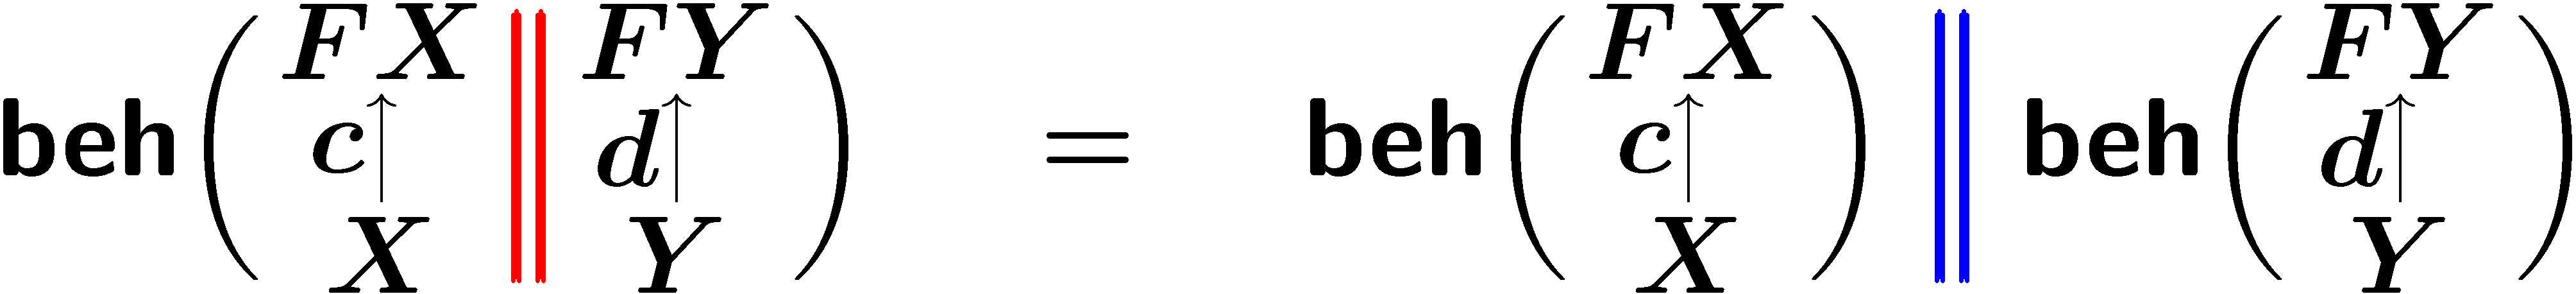 FX ‖ FY FX FY
beh ( c↑ d↑ ) = beh ( c↑ ) ‖ beh ( d↑ )
X Y X Y